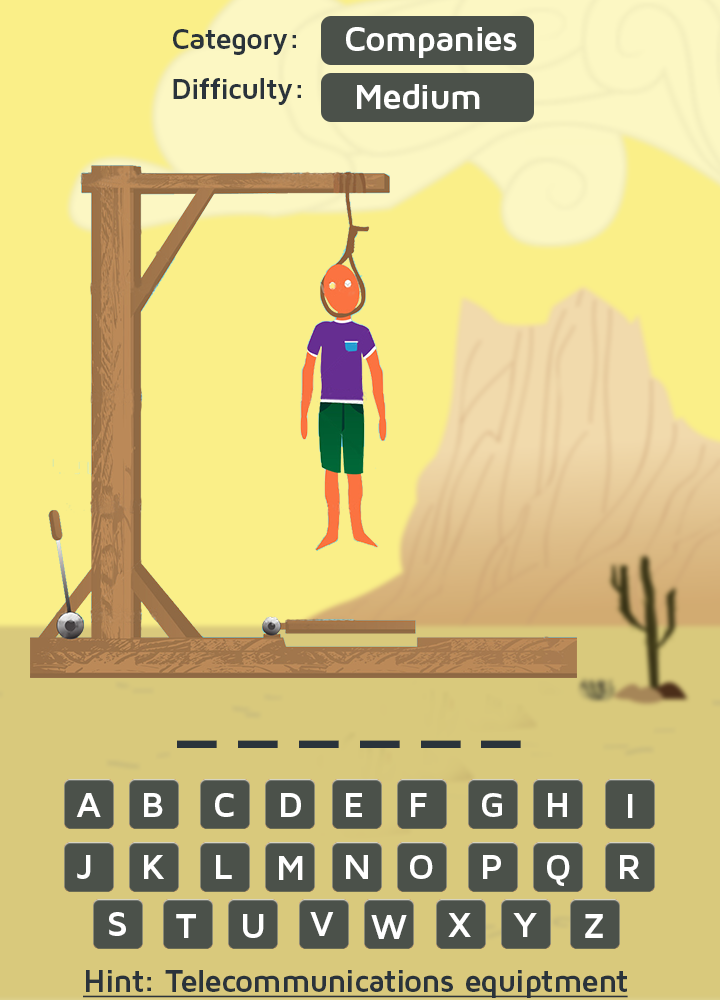 Category: Companies
Difficulty: Medium
A B C D E F G H I
J K L M N O P Q R
S T U V W X Y Z
Hint: Telecommunications equiptment